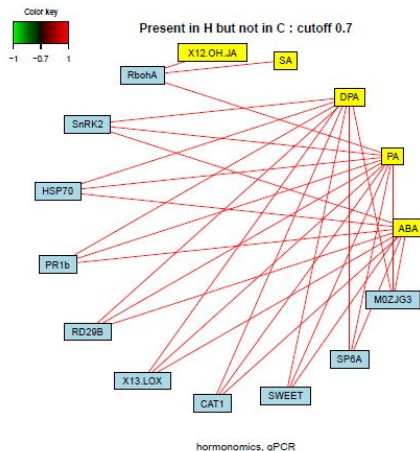 Color key
−1 −0.7 1
Present in H but not in C : cutoff 0.7
X12.OH.JA
SA
RbohA
DPA
SnRK2
PA
HSP70
ABA
PR1b
M0ZJG3
RD29B
SP6A
X13.LOX
SWEET
CAT1
hormonomics, qPCR